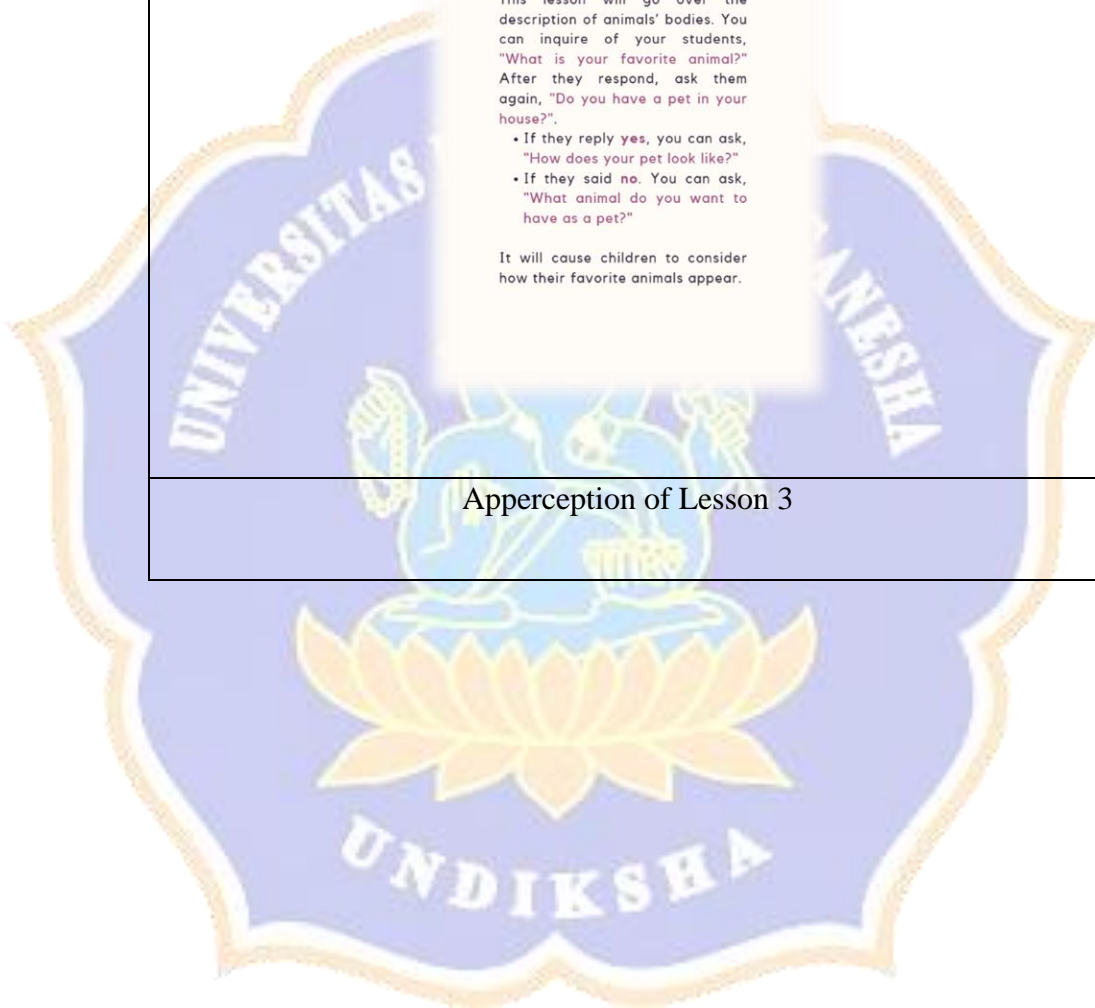 This lesson will go over the
description of animals' bodies. You
can inquire of your students,
"What is your favorite animal?"
After they respond, ask them
again, "Do you have a pet in your
house?".
• If they reply yes, you can ask,
"How does your pet look like?"
• If they said no. You can ask,
"What animal do you want to
have as a pet?"
It will cause children to consider
how their favorite animals appear.
UNIVERSITAS
ANESHA
Apperception of Lesson 3
UNDIKSHA